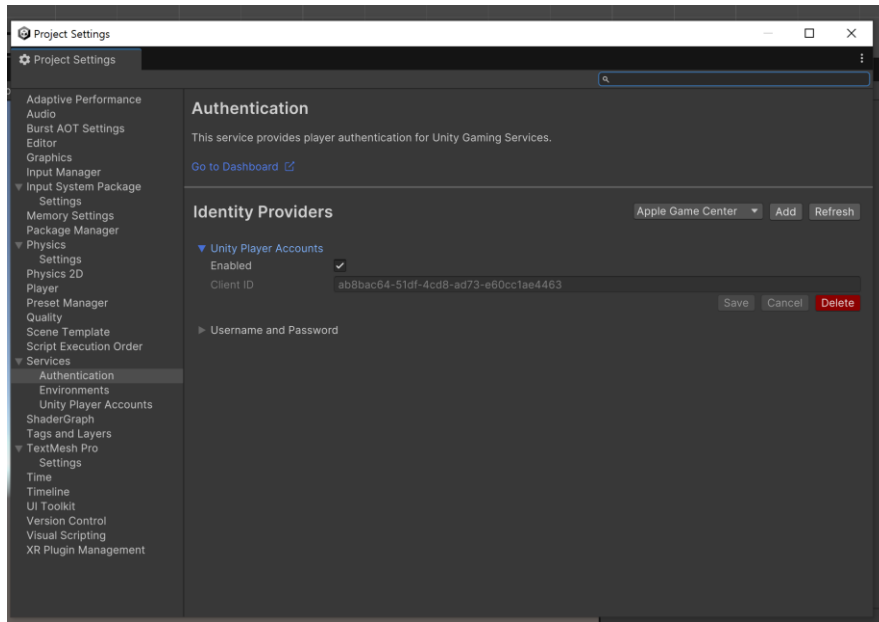 Project Settings
Project Settings
Adaptive Performance
Audio
Burst AOT Settings
Editor
Graphics
Input Manager
Input System Package
Settings
Memory Settings
Package Manager
Physics
Settings
Physics 2D
Player
Preset Manager
Quality
Scene Template
Script Execution Order
Services
Authentication
Environments
Unity Player Accounts
ShaderGraph
Tags and Layers
TextMesh Pro
Settings
Time
Timeline
UI Toolkit
Version Control
Visual Scripting
XR Plugin Management
Authentication
This service provides player authentication for Unity Gaming Services.
Go to Dashboard
Identity Providers
Apple Game Center Add Refresh
Unity Player Accounts
Enabled
Client ID ab8bac64-51df-4cd8-ad73-e60cc1ae4463
Save Cancel Delete
Username and Password